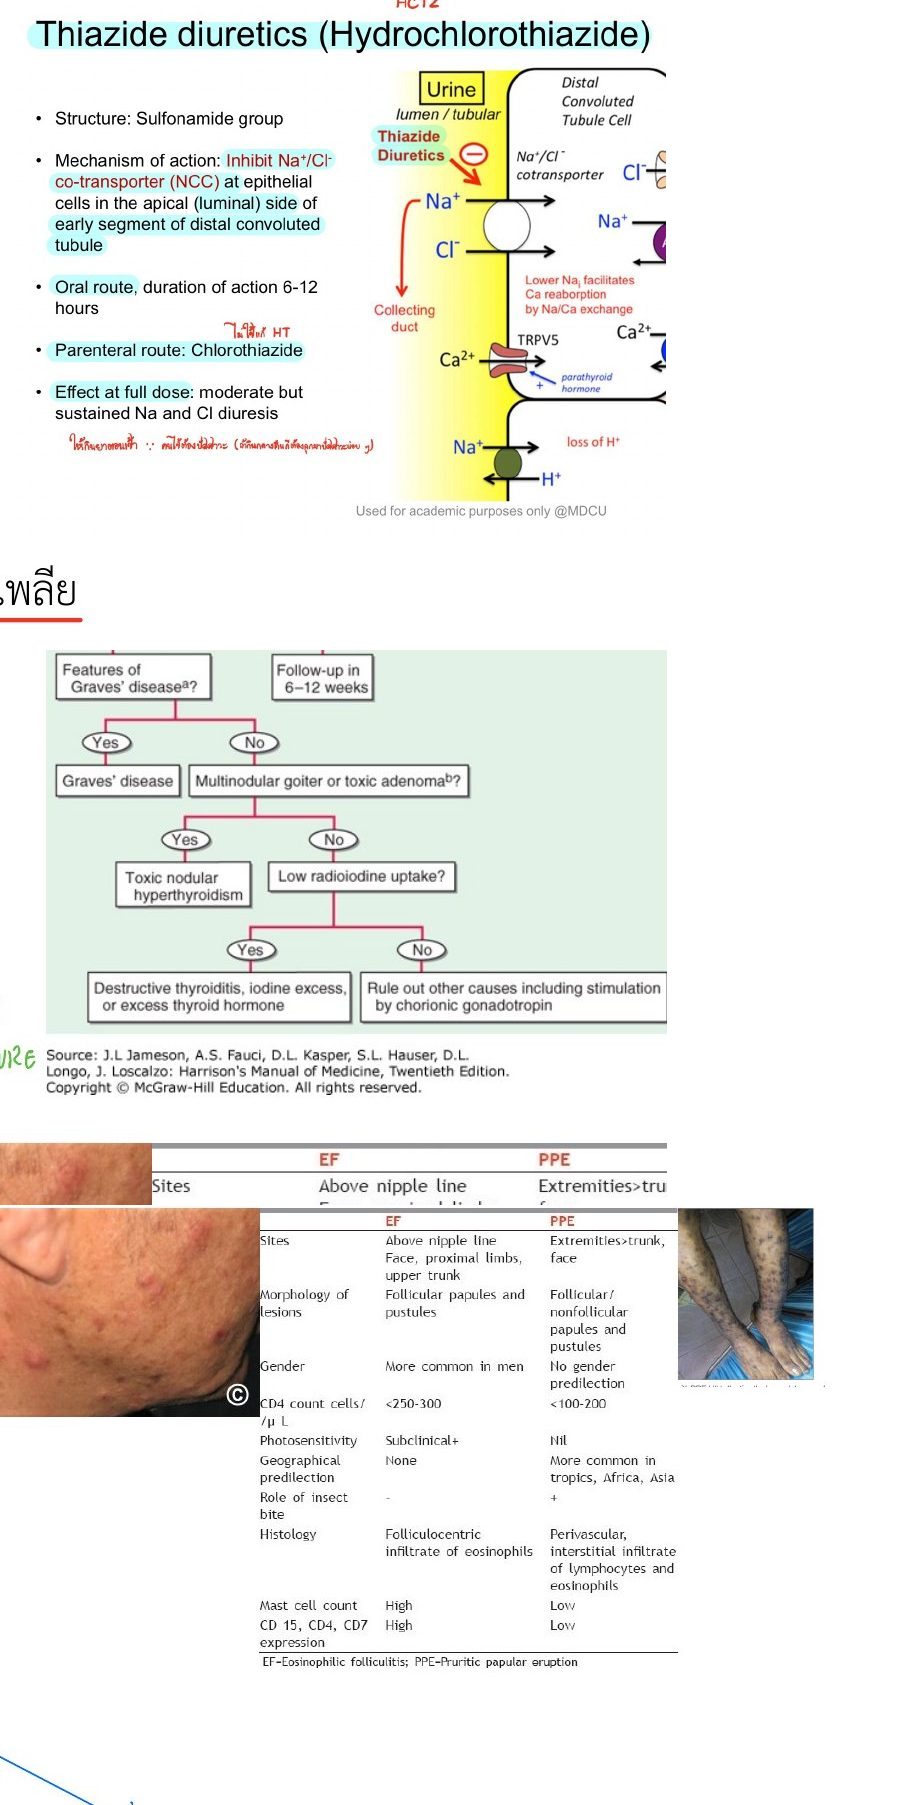 HCTZ
Thiazide diuretics (Hydrochlorothiazide)
• Structure: Sulfonamide group
• Mechanism of action: Inhibit Na⁺/Cl⁻
co-transporter (NCC) at epithelial
cells in the apical (luminal) side of
early segment of distal convoluted
tubule
• Oral route, duration of action 6-12
hours
ไม่ใช้แก้ HT
• Parenteral route: Chlorothiazide
• Effect at full dose: moderate but
sustained Na and Cl diuresis
Urine
lumen / tubular
Thiazide
Diuretics
Distal
Convoluted
Tubule Cell
Na⁺/Cl⁻
cotransporter
Cl⁻
Na⁺
Na⁺
Cl⁻
Lower Naᵢ facilitates
Ca reaborption
by Na/Ca exchange
Collecting
duct
TRPV5
Ca²⁺
Ca²⁺
+
parathyroid
hormone
Na⁺
loss of H⁺
H⁺
Used for academic purposes only @MDCU
เพลีย
Features of
Graves' diseaseᵃ?
Follow-up in
6–12 weeks
Yes
No
Graves' disease
Multinodular goiter or toxic adenomaᵇ?
Yes
No
Toxic nodular
hyperthyroidism
Low radioiodine uptake?
Yes
No
Destructive thyroiditis, iodine excess,
or excess thyroid hormone
Rule out other causes including stimulation
by chorionic gonadotropin
Source: J.L Jameson, A.S. Fauci, D.L. Kasper, S.L. Hauser, D.L.
Longo, J. Loscalzo: Harrison's Manual of Medicine, Twentieth Edition.
Copyright © McGraw-Hill Education. All rights reserved.
EF PPE
Sites Above nipple line Extremities>tru
EF PPE
Sites Above nipple line Extremities>trunk,
Face, proximal limbs, face
upper trunk
Morphology of Follicular papules and Follicular/
lesions pustules nonfollicular
papules and
pustules
Gender More common in men No gender
predilection
CD4 count cells/ <250-300 <100-200
/μ L
Photosensitivity Subclinical+ Nil
Geographical None More common in
predilection tropics, Africa, Asia
Role of insect - +
bite
Histology Folliculocentric Perivascular,
infiltrate of eosinophils interstitial infiltrate
of lymphocytes and
eosinophils
Mast cell count High Low
CD 15, CD4, CD7 High Low
expression
EF=Eosinophilic folliculitis; PPE=Pruritic papular eruption
©